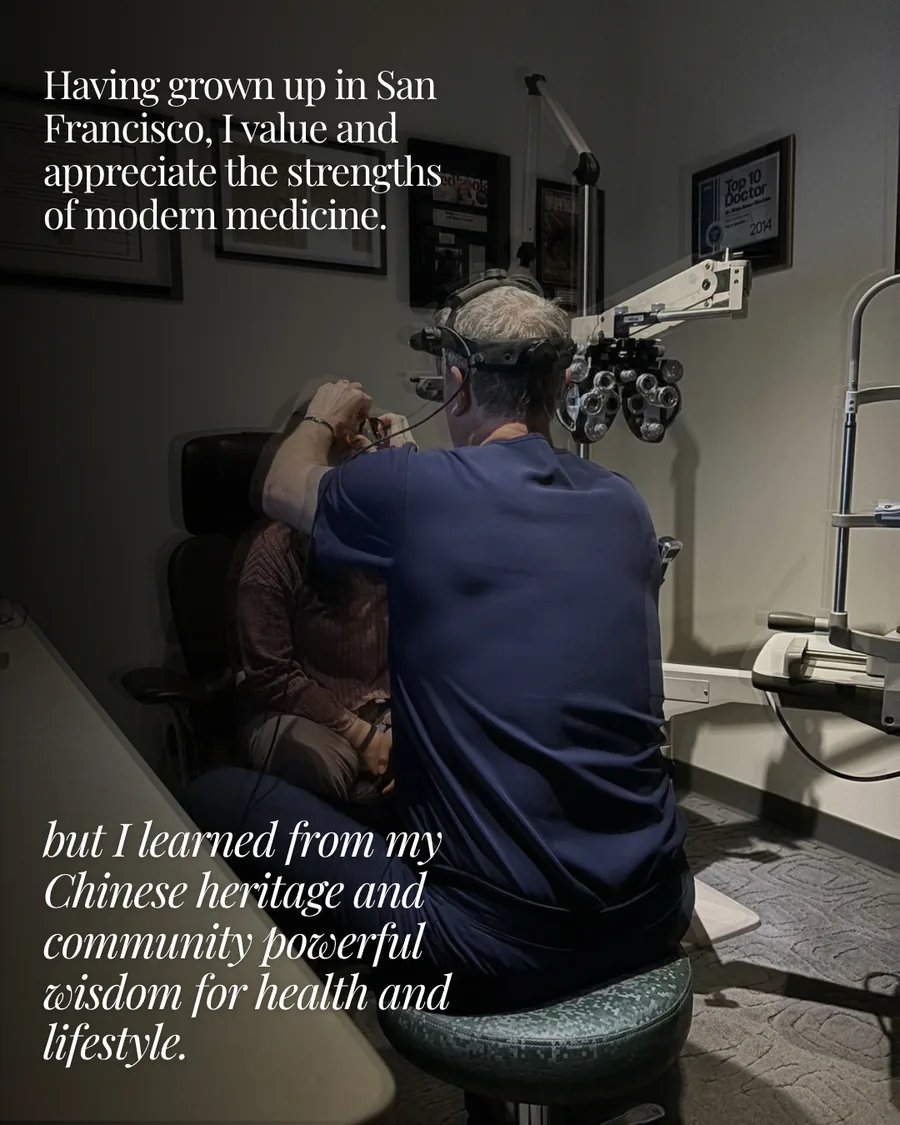 Having grown up in San
Francisco, I value and
appreciate the strengths
of modern medicine.
Top 10
Doctor
2014
but I learned from my
Chinese heritage and
community powerful
wisdom for health and
lifestyle.